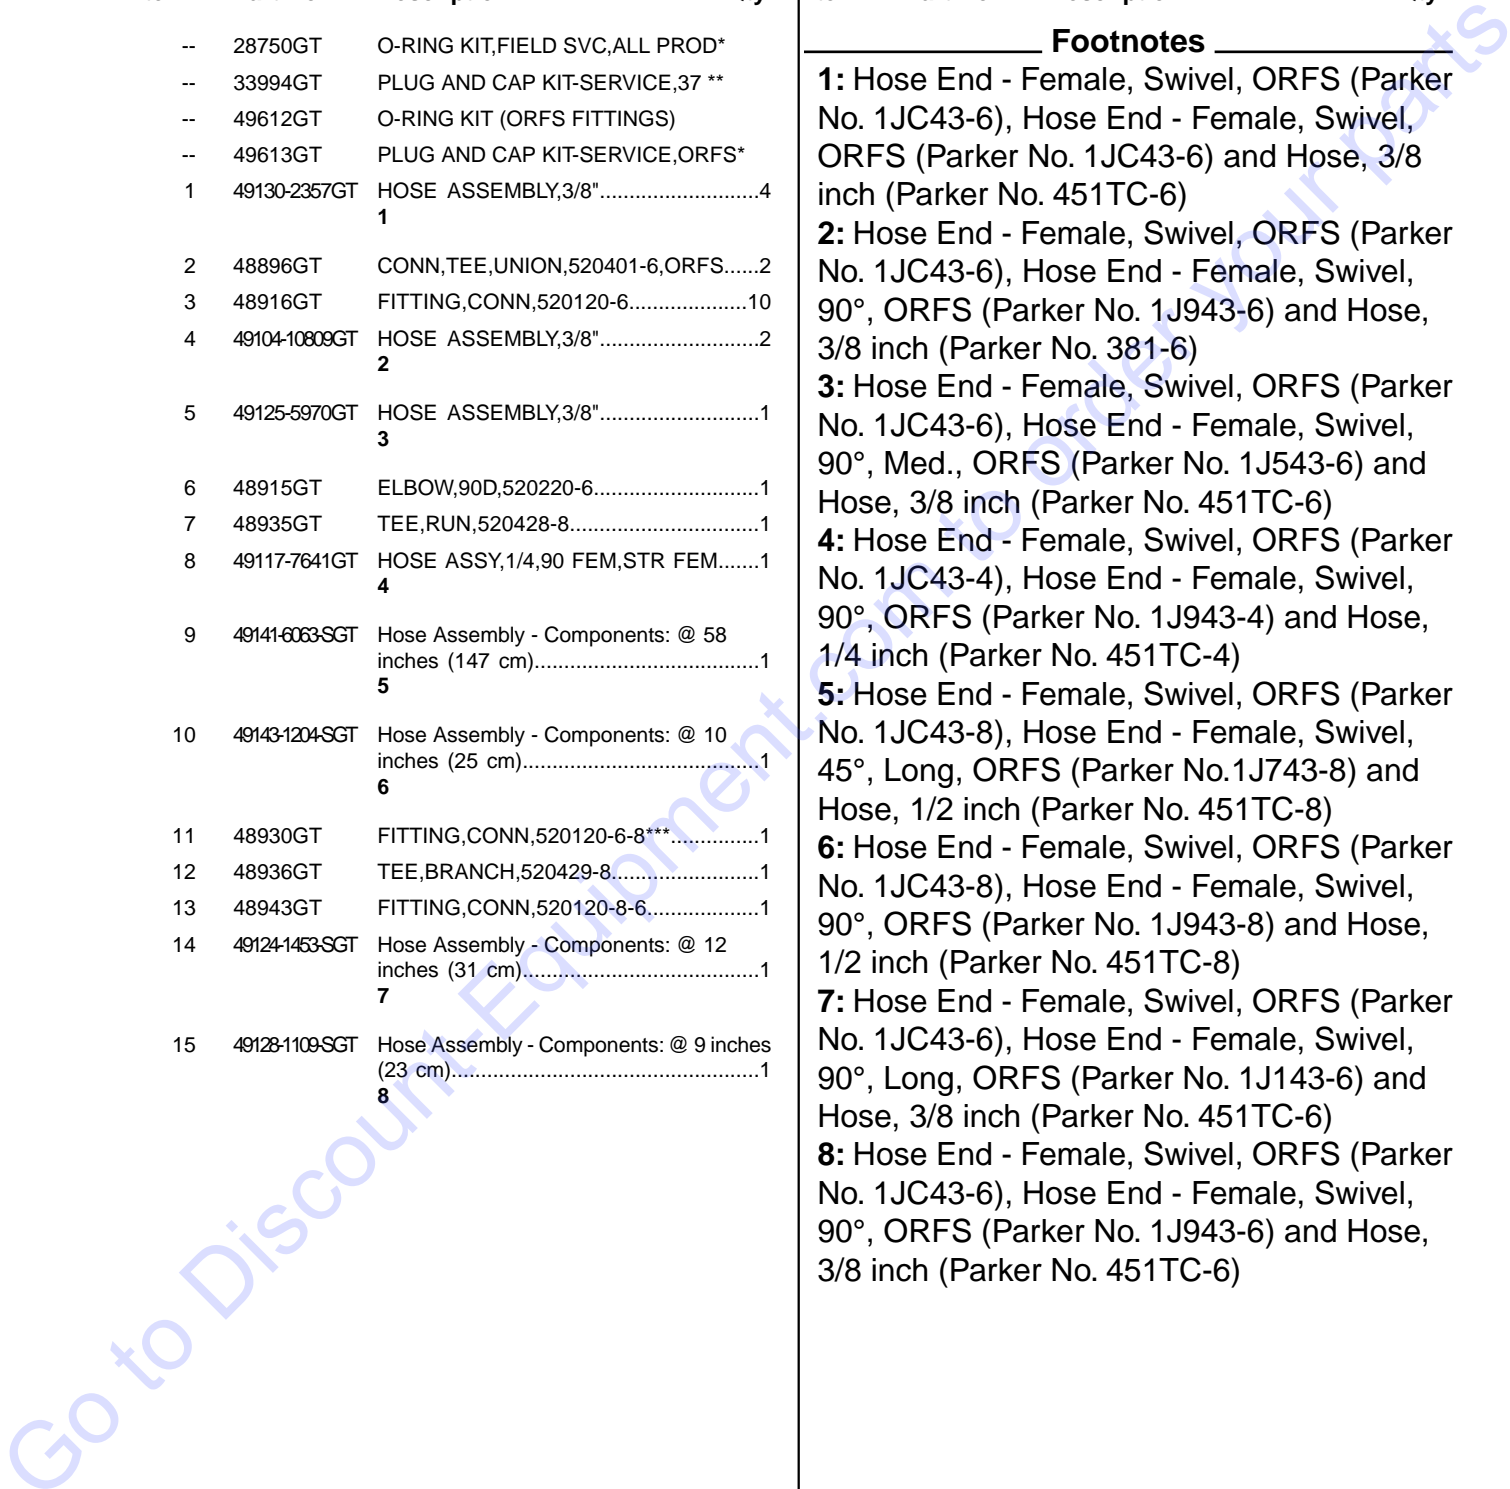 -- 28750GT O-RING KIT,FIELD SVC,ALL PROD*
-- 33994GT PLUG AND CAP KIT-SERVICE,37 **
-- 49612GT O-RING KIT (ORFS FITTINGS)
-- 49613GT PLUG AND CAP KIT-SERVICE,ORFS*
1 49130-2357GT HOSE ASSEMBLY,3/8"...........................4
1
2 48896GT CONN,TEE,UNION,520401-6,ORFS......2
3 48916GT FITTING,CONN,520120-6....................10
4 49104-10809GT HOSE ASSEMBLY,3/8"...........................2
2
5 49125-5970GT HOSE ASSEMBLY,3/8"...........................1
3
6 48915GT ELBOW,90D,520220-6............................1
7 48935GT TEE,RUN,520428-8................................1
8 49117-7641GT HOSE ASSY,1/4,90 FEM,STR FEM.......1
4
9 49141-6063-SGT Hose Assembly - Components: @ 58
inches (147 cm)......................................1
5
10 49143-1204-SGT Hose Assembly - Components: @ 10
inches (25 cm)........................................1
6
11 48930GT FITTING,CONN,520120-6-8***...............1
12 48936GT TEE,BRANCH,520429-8.........................1
13 48943GT FITTING,CONN,520120-8-6...................1
14 49124-1453-SGT Hose Assembly - Components: @ 12
inches (31 cm)........................................1
7
15 49128-1109-SGT Hose Assembly - Components: @ 9 inches
(23 cm)....................................................1
8
Footnotes
1: Hose End - Female, Swivel, ORFS (Parker
No. 1JC43-6), Hose End - Female, Swivel,
ORFS (Parker No. 1JC43-6) and Hose, 3/8
inch (Parker No. 451TC-6)
2: Hose End - Female, Swivel, ORFS (Parker
No. 1JC43-6), Hose End - Female, Swivel,
90°, ORFS (Parker No. 1J943-6) and Hose,
3/8 inch (Parker No. 381-6)
3: Hose End - Female, Swivel, ORFS (Parker
No. 1JC43-6), Hose End - Female, Swivel,
90°, Med., ORFS (Parker No. 1J543-6) and
Hose, 3/8 inch (Parker No. 451TC-6)
4: Hose End - Female, Swivel, ORFS (Parker
No. 1JC43-4), Hose End - Female, Swivel,
90°, ORFS (Parker No. 1J943-4) and Hose,
1/4 inch (Parker No. 451TC-4)
5: Hose End - Female, Swivel, ORFS (Parker
No. 1JC43-8), Hose End - Female, Swivel,
45°, Long, ORFS (Parker No.1J743-8) and
Hose, 1/2 inch (Parker No. 451TC-8)
6: Hose End - Female, Swivel, ORFS (Parker
No. 1JC43-8), Hose End - Female, Swivel,
90°, ORFS (Parker No. 1J943-8) and Hose,
1/2 inch (Parker No. 451TC-8)
7: Hose End - Female, Swivel, ORFS (Parker
No. 1JC43-6), Hose End - Female, Swivel,
90°, Long, ORFS (Parker No. 1J143-6) and
Hose, 3/8 inch (Parker No. 451TC-6)
8: Hose End - Female, Swivel, ORFS (Parker
No. 1JC43-6), Hose End - Female, Swivel,
90°, ORFS (Parker No. 1J943-6) and Hose,
3/8 inch (Parker No. 451TC-6)
Go to Discount-Equipment.com to order your parts